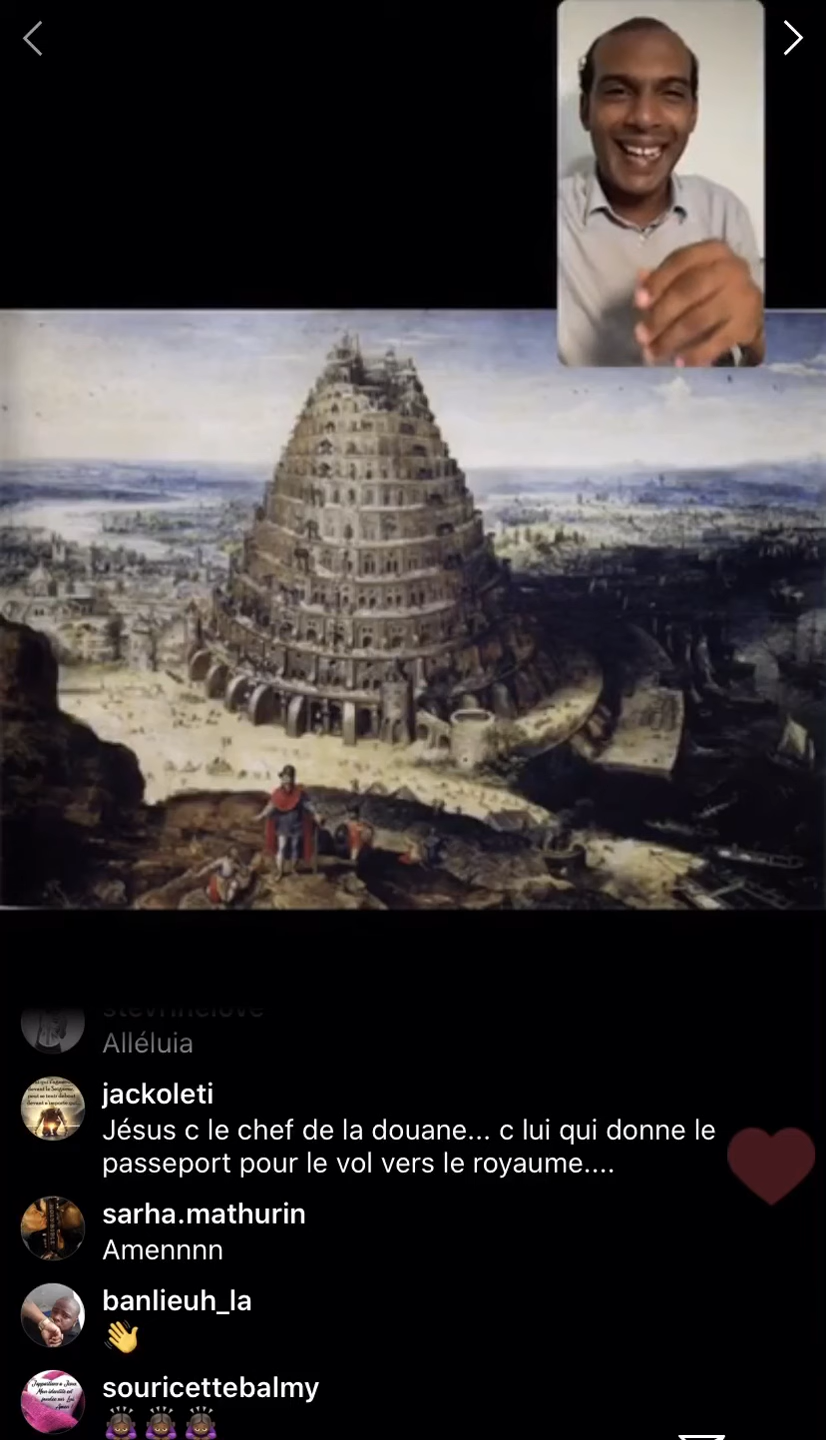 stevrinelove
Alléluia
jackoleti
Jésus c le chef de la douane... c lui qui donne le
passeport pour le vol vers le royaume....
sarha.mathurin
Amennnn
banlieuh_la
👋
souricettebalmy
🙇🏾‍♀️🙇🏾‍♀️🙇🏾‍♀️